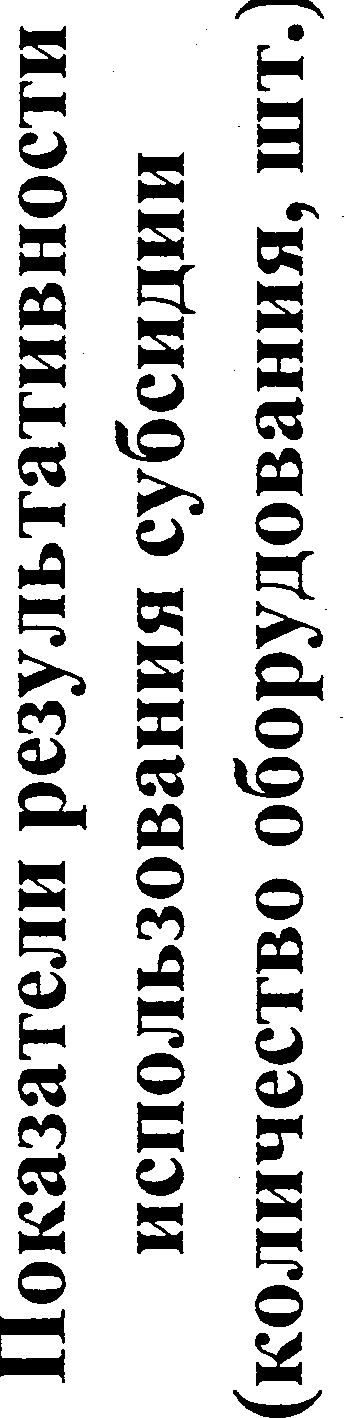 Показатели результативности
использования субсидии
(количество оборудования, шт.)